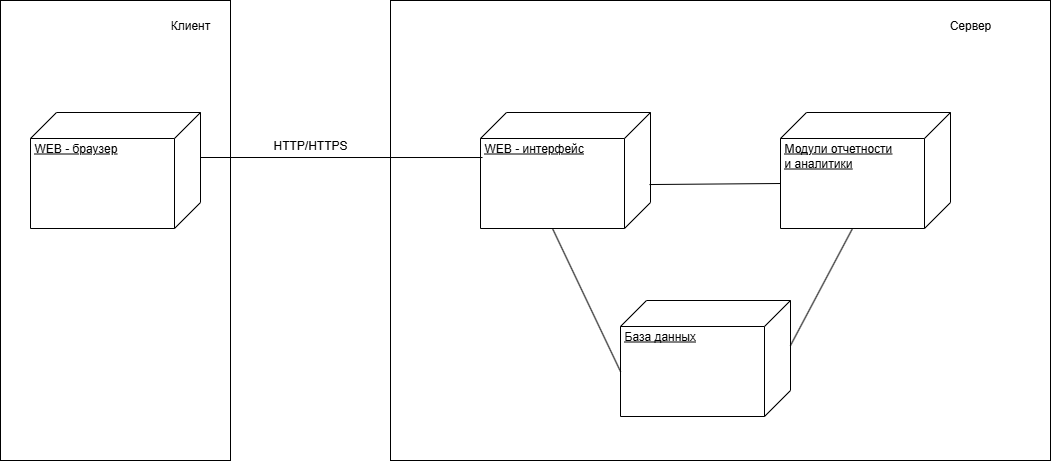 Клиент
Сервер
WEB - браузер
HTTP/HTTPS
WEB - интерфейс
Модули отчетности
и аналитики
База данных